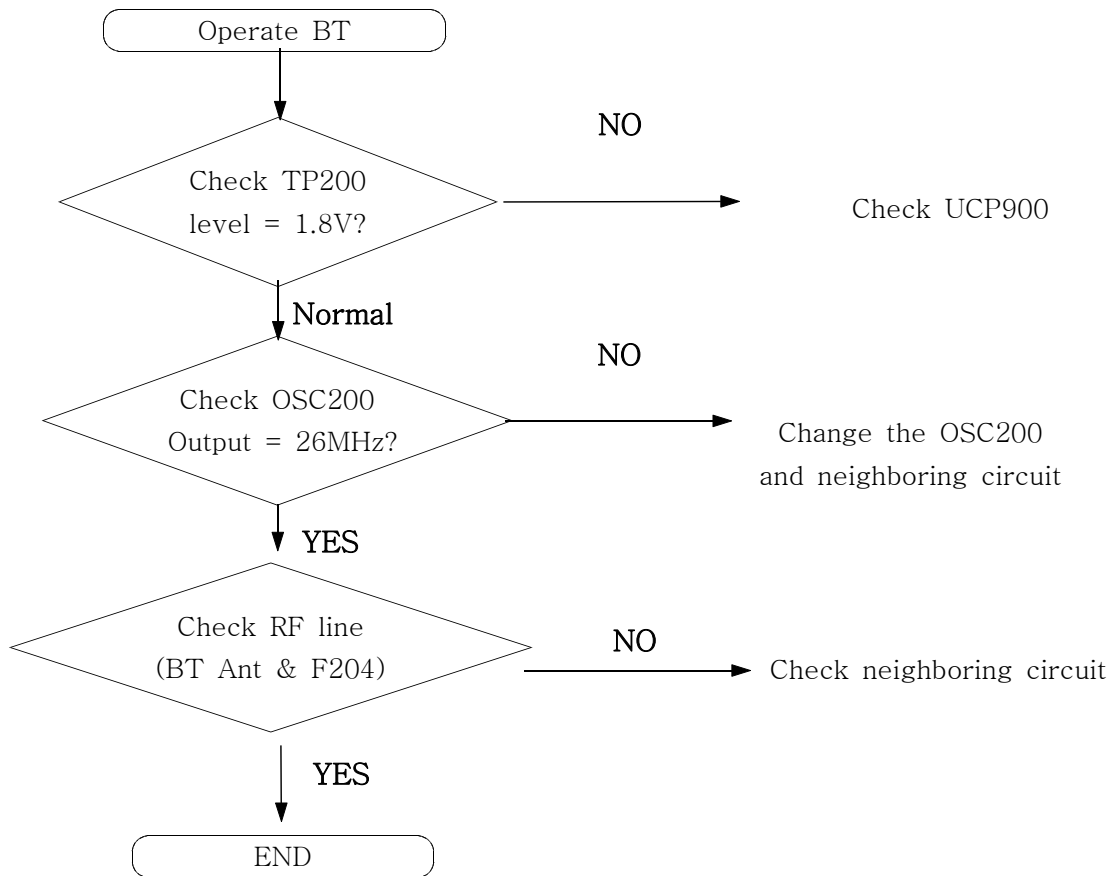 Operate BT
NO
Check TP200
level = 1.8V?
Check UCP900
Normal
NO
Check OSC200
Output = 26MHz?
Change the OSC200
and neighboring circuit
YES
Check RF line
(BT Ant & F204)
NO
Check neighboring circuit
YES
END